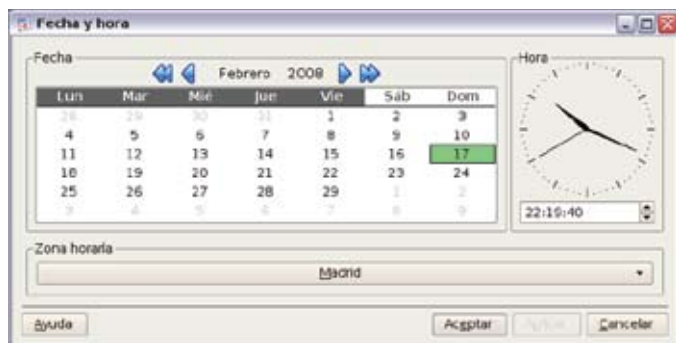 Fecha y hora
Fecha
Febrero 2008
Lun Mar Mié Jue Vie Sáb Dom
28 29 30 31 1 2 3
4 5 6 7 8 9 10
11 12 13 14 15 16 17
18 19 20 21 22 23 24
25 26 27 28 29 1 2
3 4 5 6 7 8 9
Hora
22:19:40
Zona horaria
Madrid
Ayuda
Aceptar
Cancelar